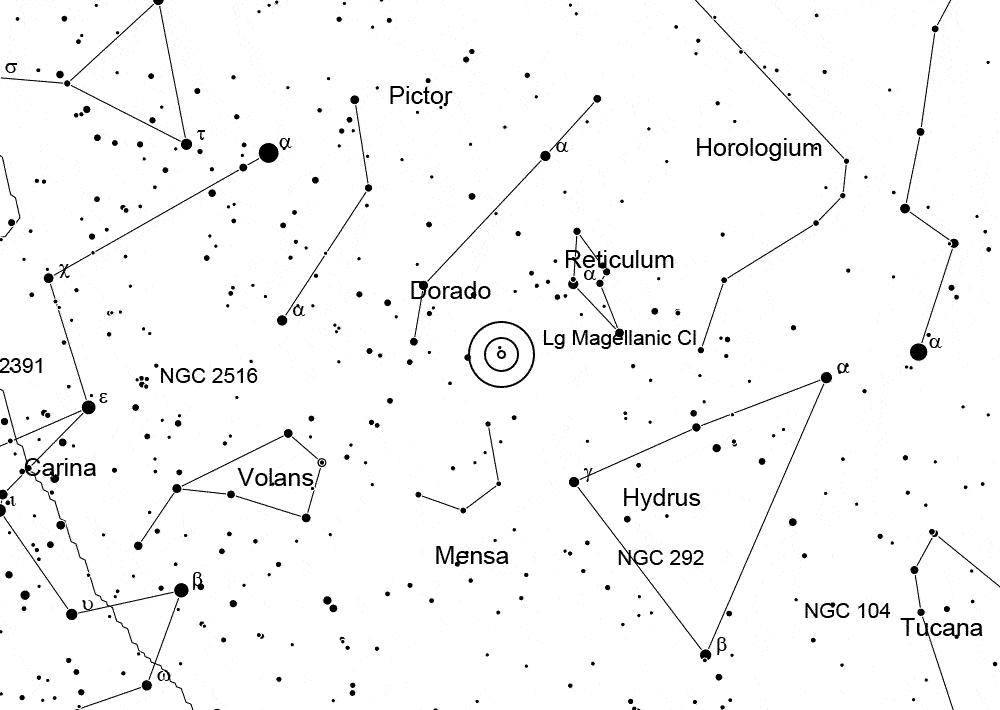 σ
Pictor
τ
α
α
Horologium
χ
Reticulum
α
Dorado
α
Lg Magellanic Cl
α
2391
NGC 2516
α
ε
Carina
Volans
γ
Hydrus
ι
Mensa
NGC 292
β
υ
NGC 104
Tucana
β
ω